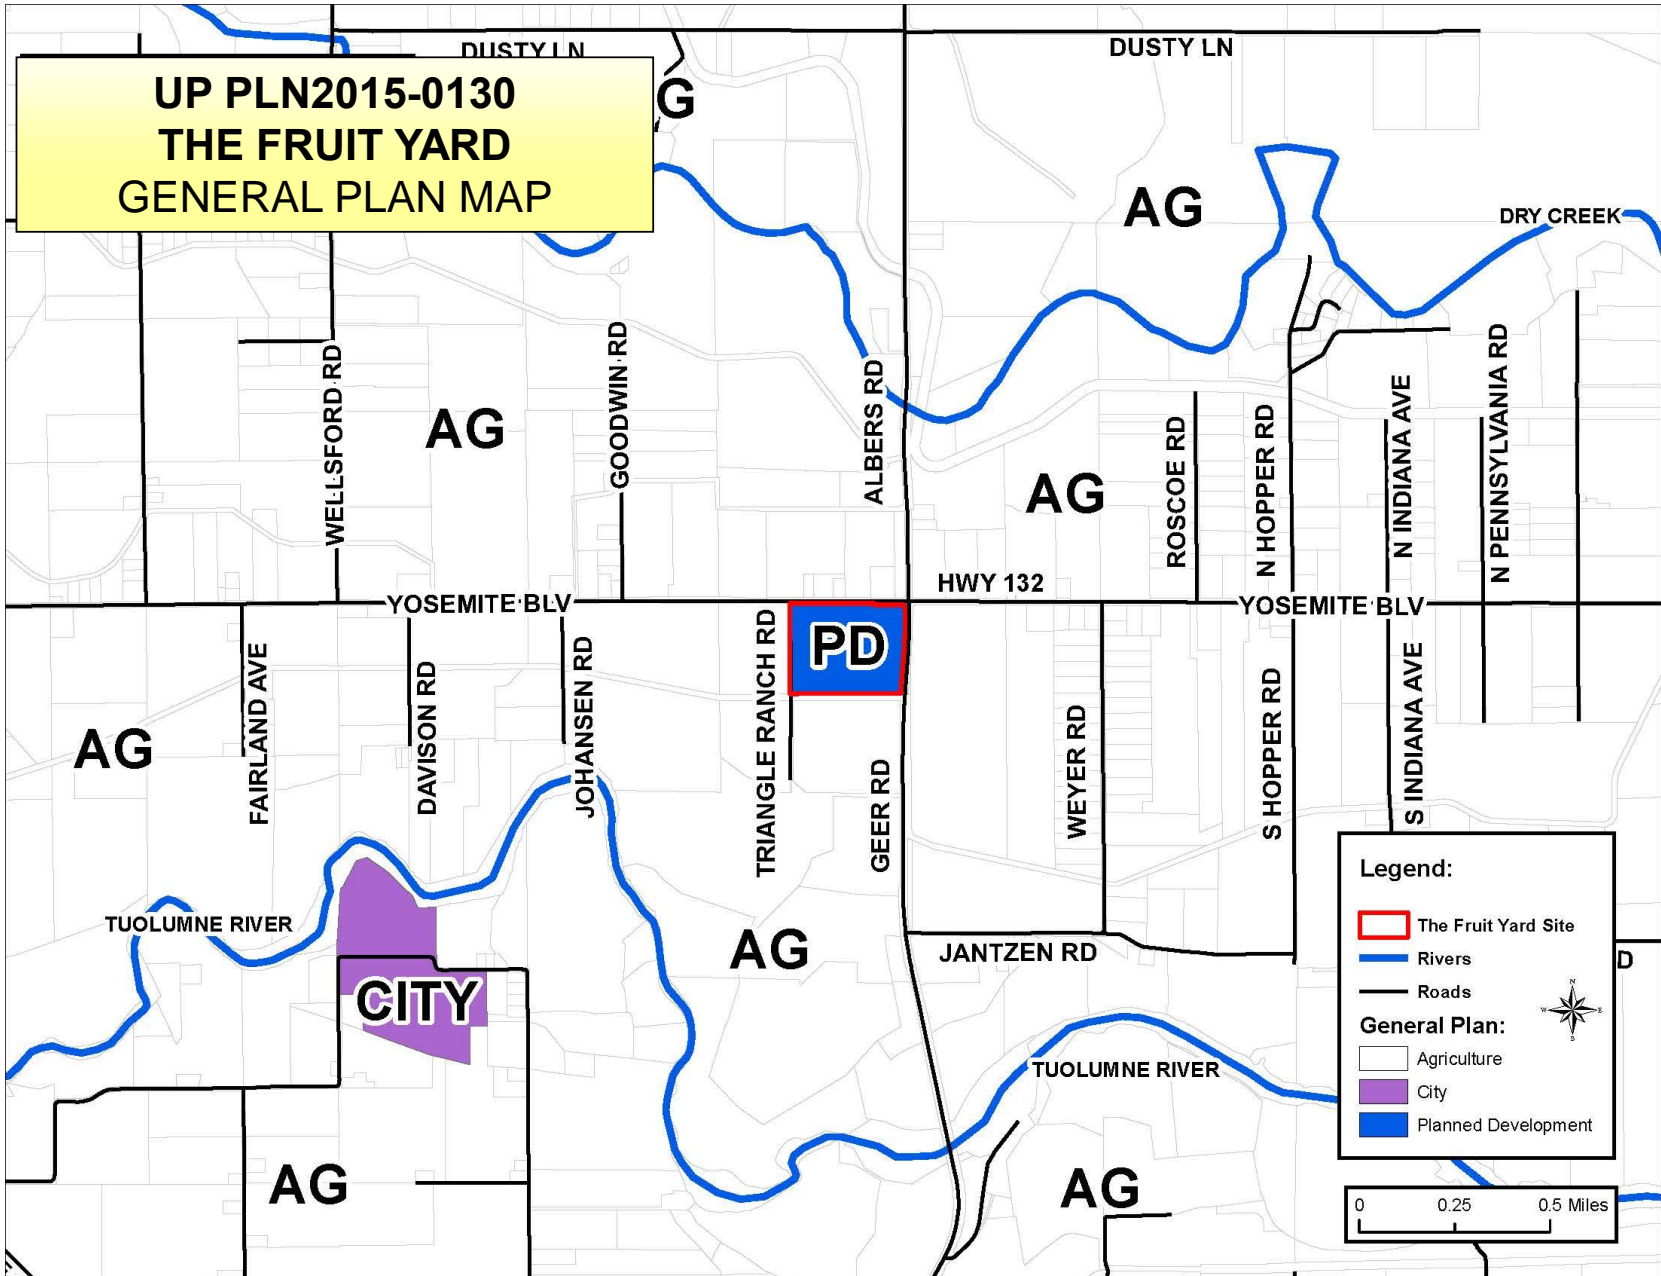 DUSTY LN
DUSTY LN
UP PLN2015-0130
THE FRUIT YARD
GENERAL PLAN MAP
G
AG
DRY CREEK
WELLSFORD RD
GOODWIN RD
ALBERS RD
AG
AG
ROSCOE RD
N HOPPER RD
N INDIANA AVE
N PENNSYLVANIA RD
HWY 132
YOSEMITE BLV
YOSEMITE BLV
PD
FAIRLAND AVE
DAVISON RD
JOHANSEN RD
TRIANGLE RANCH RD
GEER RD
WEYER RD
S HOPPER RD
S INDIANA AVE
AG
TUOLUMNE RIVER
AG
JANTZEN RD
D
CITY
TUOLUMNE RIVER
AG
AG
Legend:
The Fruit Yard Site
Rivers
Roads
General Plan:
Agriculture
City
Planned Development
N
W E
S
0 0.25 0.5 Miles